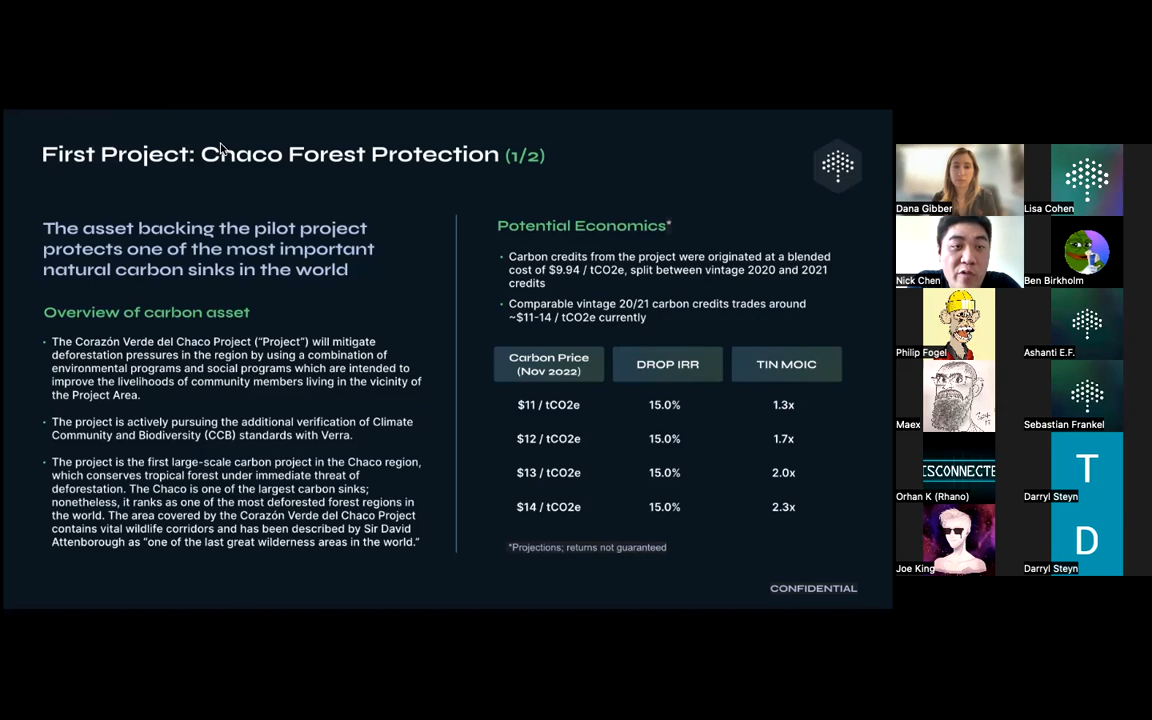 First Project: Chaco Forest Protection (1/2)
The asset backing the pilot project
protects one of the most important
natural carbon sinks in the world
Overview of carbon asset
The Corazón Verde del Chaco Project ("Project") will mitigate
deforestation pressures in the region by using a combination of
environmental programs and social programs which are intended to
improve the livelihoods of community members living in the vicinity of
the Project Area.
The project is actively pursuing the additional verification of Climate
Community and Biodiversity (CCB) standards with Verra.
The project is the first large-scale carbon project in the Chaco region,
which conserves tropical forest under immediate threat of
deforestation. The Chaco is one of the largest carbon sinks;
nonetheless, it ranks as one of the most deforested forest regions in
the world. The area covered by the Corazón Verde del Chaco Project
contains vital wildlife corridors and has been described by Sir David
Attenborough as "one of the last great wilderness areas in the world."
Potential Economics*
Carbon credits from the project were originated at a blended
cost of $9.94 / tCO2e, split between vintage 2020 and 2021
credits
Comparable vintage 20/21 carbon credits trades around
~$11-14 / tCO2e currently
Carbon Price
(Nov 2022)
DROP IRR
TIN MOIC
$11 / tCO2e 15.0% 1.3x
$12 / tCO2e 15.0% 1.7x
$13 / tCO2e 15.0% 2.0x
$14 / tCO2e 15.0% 2.3x
*Projections; returns not guaranteed
CONFIDENTIAL
Dana Gibber
Lisa Cohen
Nick Chen
Ben Birkholm
Philip Fogel
Ashanti E.F.
Maex
Sebastian Frankel
ISCONNECTE
Orhan K (Rhano)
T
Darryl Steyn
Joe King
D
Darryl Steyn